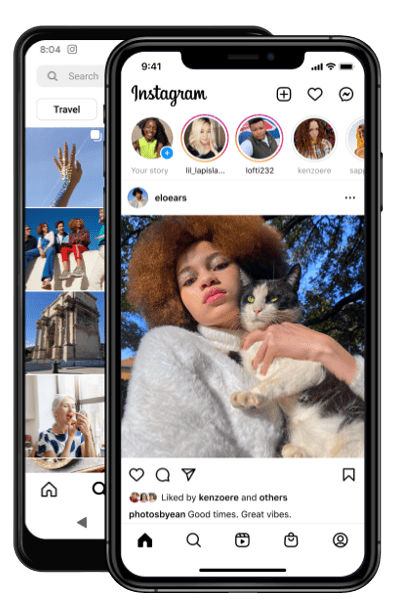 8:04
Search
Travel
9:41
Instagram
Your story
lil_lapisla...
lofti232
kenzoere
sapp
eloears
Liked by kenzoere and others
photosbyean Good times. Great vibes.